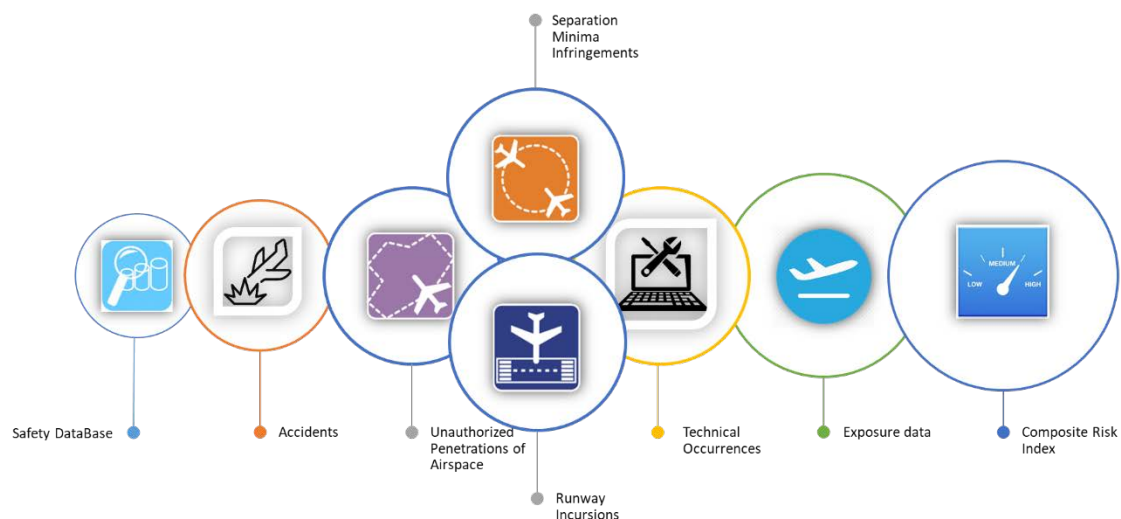 Separation
Minima
Infringements
LOW
MEDIUM
HIGH
Safety DataBase
Accidents
Unauthorized
Penetrations of
Airspace
Technical
Occurrences
Exposure data
Composite Risk
Index
Runway
Incursions